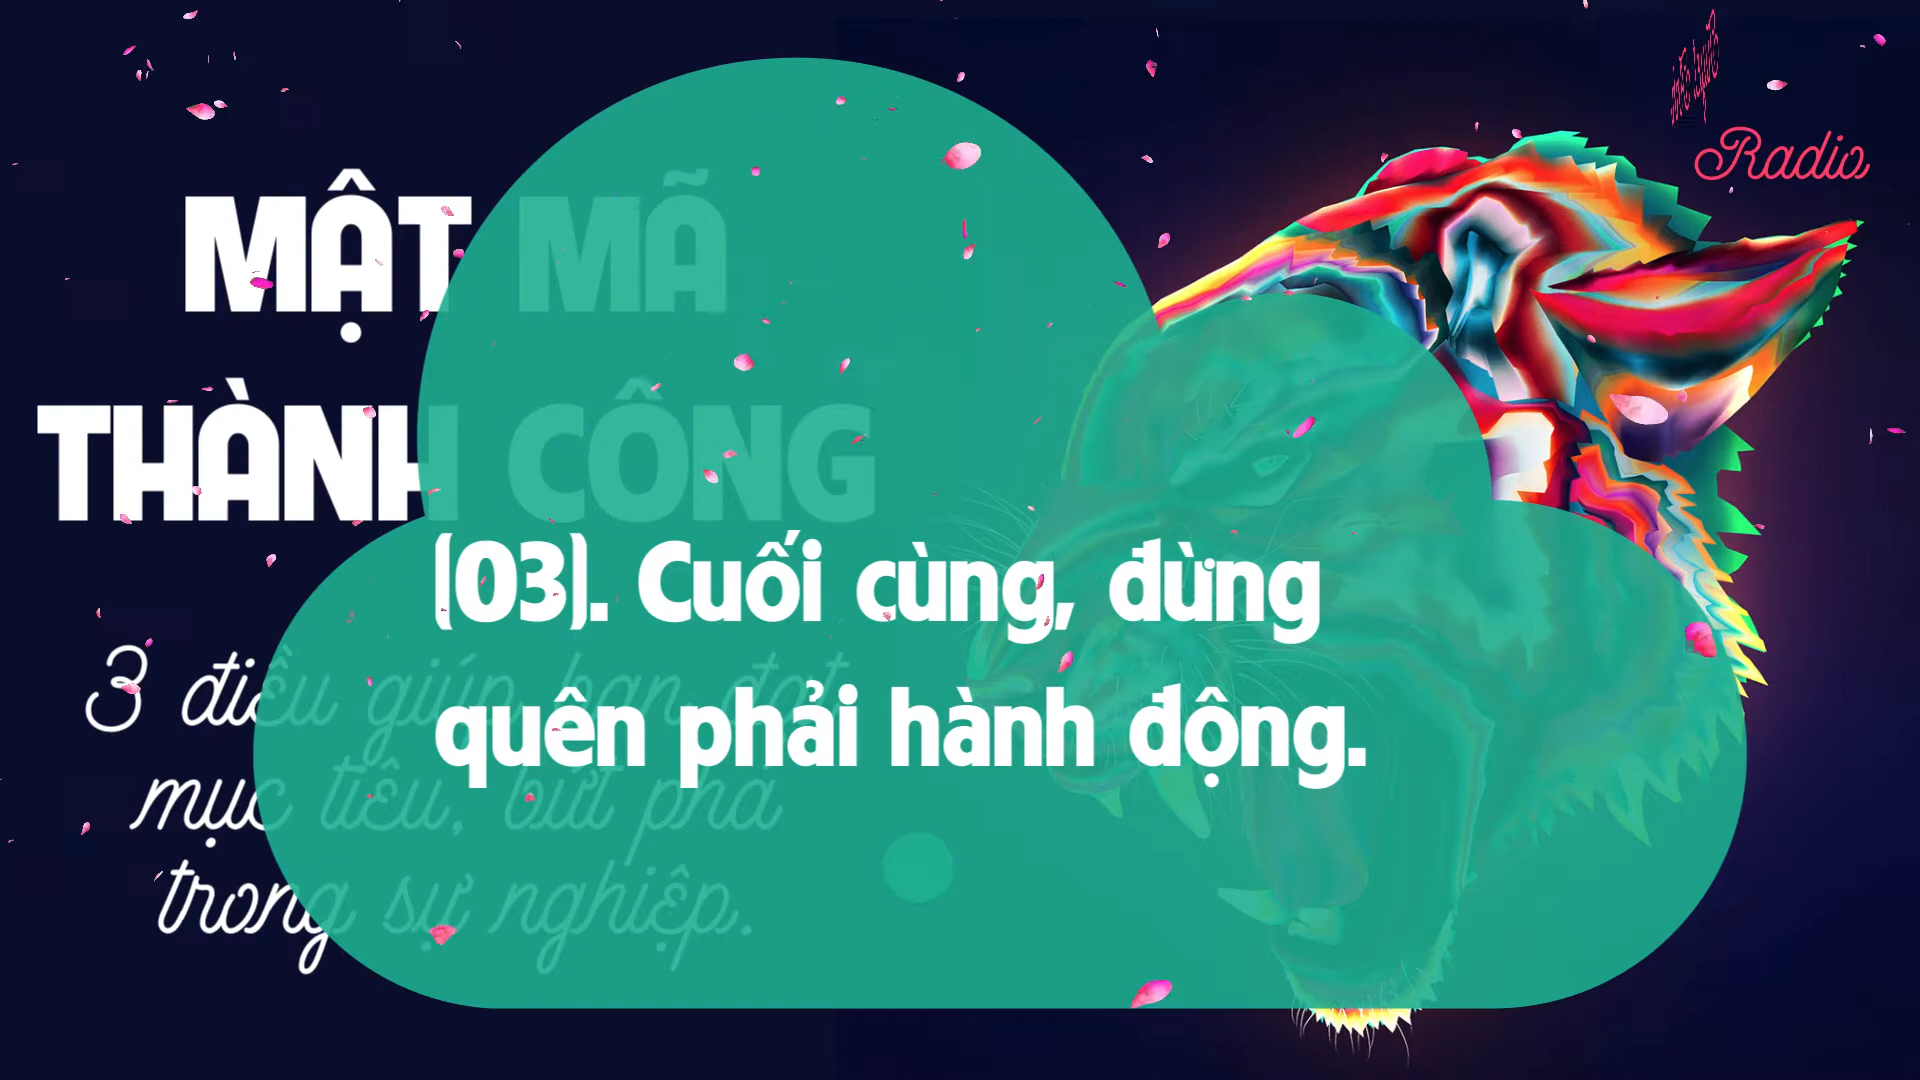 Radio
MẬT MÃ
THÀNH CÔNG
(03). Cuối cùng, đừng
quên phải hành động.
3 điều giúp bạn đạt
mục tiêu, bứt phá
trong sự nghiệp.